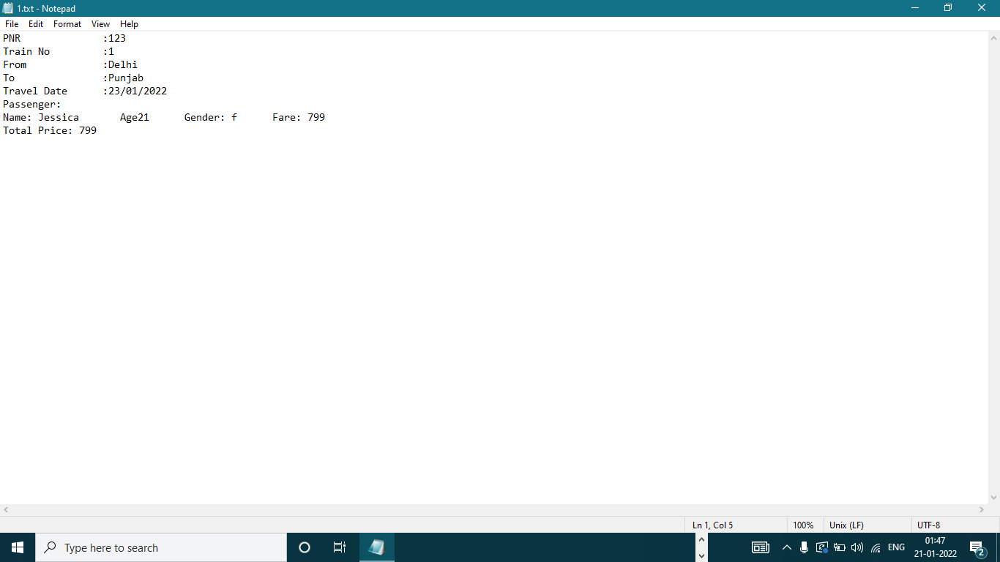 1.txt - Notepad
File Edit Format View Help
PNR :123
Train No :1
From :Delhi
To :Punjab
Travel Date :23/01/2022
Passenger:
Name: Jessica Age21 Gender: f Fare: 799
Total Price: 799
Ln 1, Col 5 100% Unix (LF) UTF-8
Type here to search
ENG
01:47
21-01-2022
2